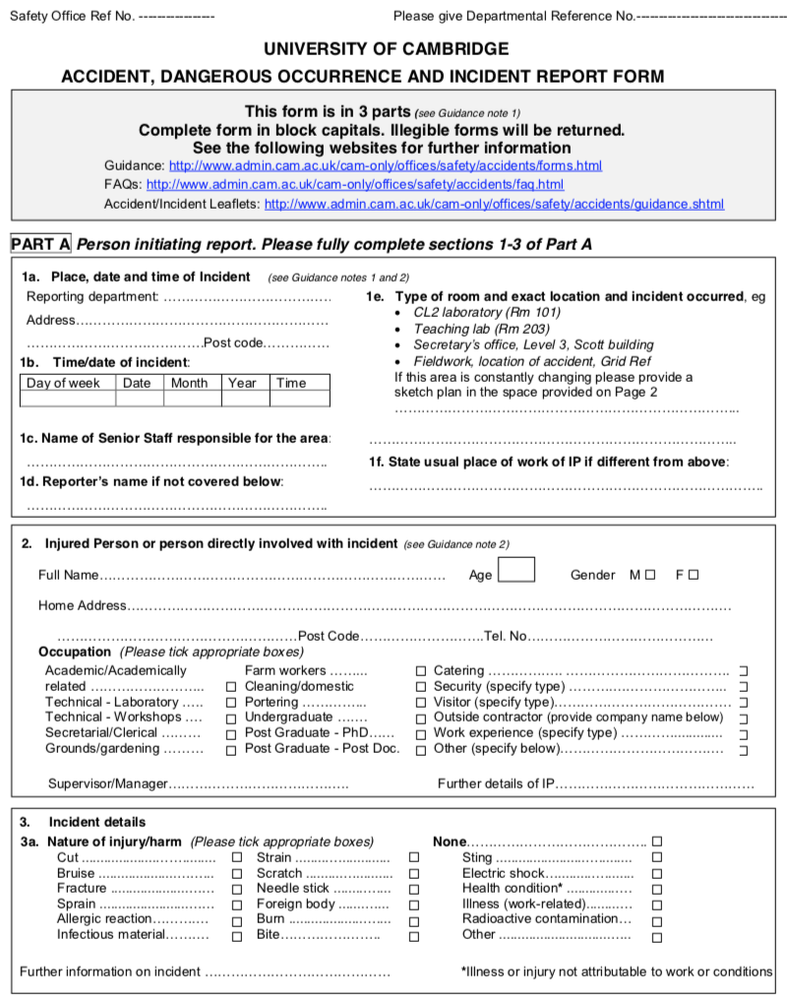 Safety Office Ref No. ----------------- Please give Departmental Reference No.----------------------------------
UNIVERSITY OF CAMBRIDGE
ACCIDENT, DANGEROUS OCCURRENCE AND INCIDENT REPORT FORM
This form is in 3 parts (see Guidance note 1)
Complete form in block capitals. Illegible forms will be returned.
See the following websites for further information
Guidance: http://www.admin.cam.ac.uk/cam-only/offices/safety/accidents/forms.html
FAQs: http://www.admin.cam.ac.uk/cam-only/offices/safety/accidents/faq.html
Accident/Incident Leaflets: http://www.admin.cam.ac.uk/cam-only/offices/safety/accidents/guidance.shtml
PART A Person initiating report. Please fully complete sections 1-3 of Part A
1a. Place, date and time of Incident (see Guidance notes 1 and 2)
Reporting department: …………………………………
Address…………………………………………………
…………………………………..Post code……………
1b. Time/date of incident:
Day of week Date Month Year Time
1c. Name of Senior Staff responsible for the area:
…………………………………………………………..
1d. Reporter's name if not covered below:
…………………………………………………………..
1e. Type of room and exact location and incident occurred, eg
• CL2 laboratory (Rm 101)
• Teaching lab (Rm 203)
• Secretary's office, Level 3, Scott building
• Fieldwork, location of accident, Grid Ref
If this area is constantly changing please provide a
sketch plan in the space provided on Page 2
……………………………………………………………………..
……………………………………………………………………..
1f. State usual place of work of IP if different from above:
…………………………………………………………………………..
2. Injured Person or person directly involved with incident (see Guidance note 2)
Full Name…………………………………………………………………… Age Gender M □ F □
Home Address………………………………………………………………………………………………………………………
……………………………………………Post Code……………………….Tel. No……………………………………
Occupation (Please tick appropriate boxes)
Academic/Academically
related …………………….. □
Technical - Laboratory ….. □
Technical - Workshops …. □
Secretarial/Clerical ……… □
Grounds/gardening ……… □
Farm workers ……... □
Cleaning/domestic □
Portering …………... □
Undergraduate ……. □
Post Graduate - PhD…… □
Post Graduate - Post Doc. □
Catering ……………………………………………….. □
Security (specify type) ……………………………….. □
Visitor (specify type)…………………………………… □
Outside contractor (provide company name below) □
Work experience (specify type) ……………............ □
Other (specify below)………………………………… □
Supervisor/Manager…………………………………. Further details of IP……………………………………….
3. Incident details
3a. Nature of injury/harm (Please tick appropriate boxes)
Cut ................................... □
Bruise .............................. □
Fracture ........................... □
Sprain .............................. □
Allergic reaction………… □
Infectious material………. □
Strain ......................... □
Scratch ....................... □
Needle stick ............... □
Foreign body .............. □
Burn ........................... □
Bite…………………. □
None……………………………………. □
Sting .................................... □
Electric shock......................... □
Health condition* ................... □
Illness (work-related)............ □
Radioactive contamination… □
Other ................................... □
Further information on incident …………………………………… *Illness or injury not attributable to work or conditions